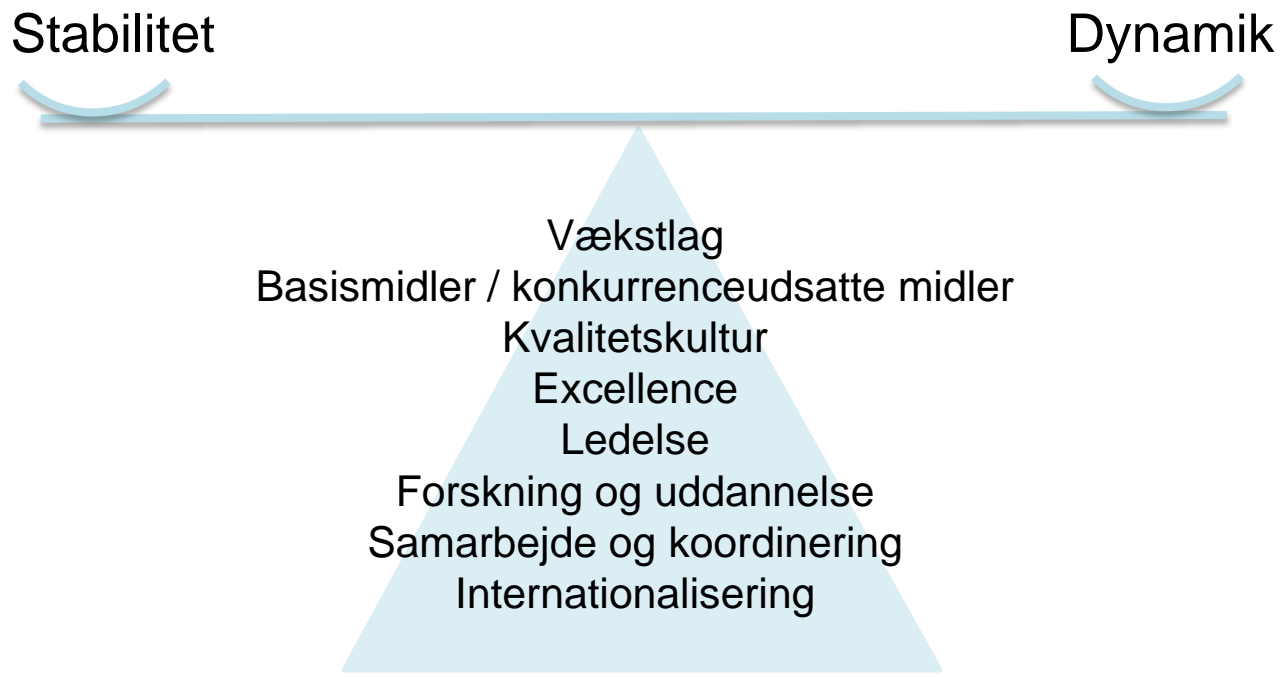 Stabilitet
Dynamik
Vækstlag
Basismidler / konkurrenceudsatte midler
Kvalitetskultur
Excellence
Ledelse
Forskning og uddannelse
Samarbejde og koordinering
Internationalisering